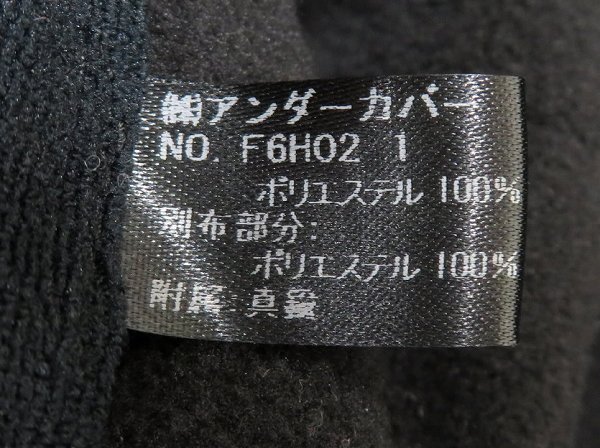 ㈱アンダーカバー
NO. F6H02 1
ポリエステル 100%
別布部分:
ポリエステル 100%
附属:真鍮